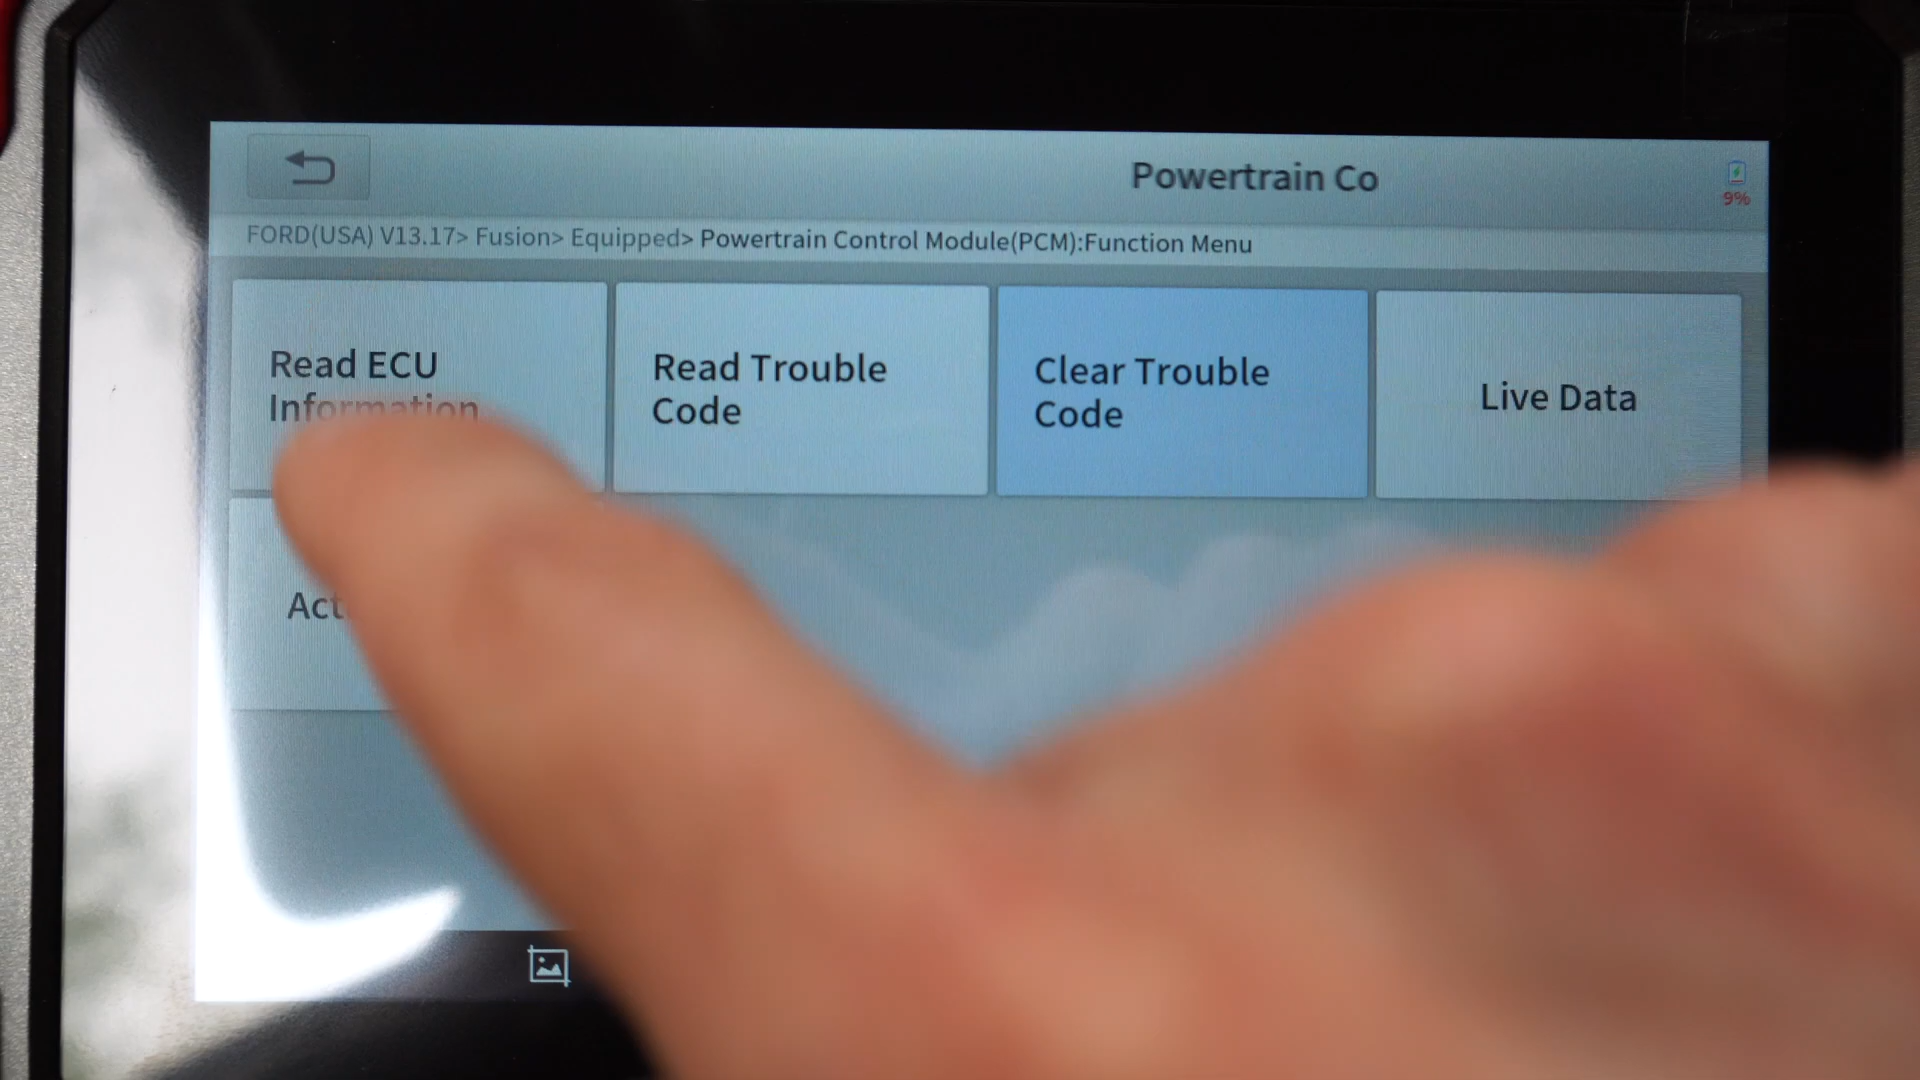 Powertrain Co
9%
FORD(USA) V13.17> Fusion> Equipped> Powertrain Control Module(PCM):Function Menu
Read ECU
Information
Read Trouble
Code
Clear Trouble
Code
Live Data